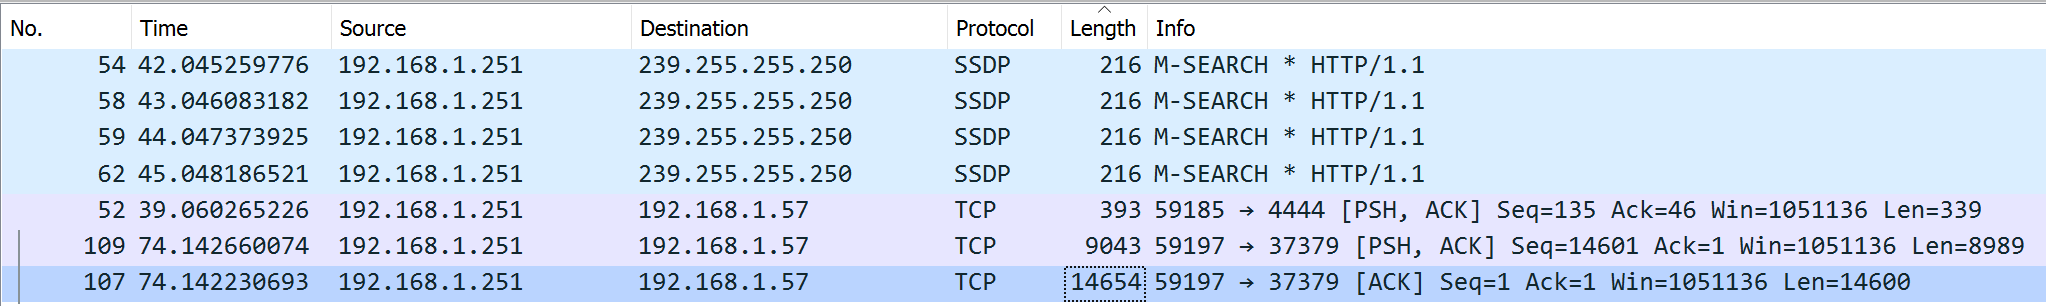 No. Time Source Destination Protocol Length Info
54 42.045259776 192.168.1.251 239.255.255.250 SSDP 216 M-SEARCH * HTTP/1.1
58 43.046083182 192.168.1.251 239.255.255.250 SSDP 216 M-SEARCH * HTTP/1.1
59 44.047373925 192.168.1.251 239.255.255.250 SSDP 216 M-SEARCH * HTTP/1.1
62 45.048186521 192.168.1.251 239.255.255.250 SSDP 216 M-SEARCH * HTTP/1.1
52 39.060265226 192.168.1.251 192.168.1.57 TCP 393 59185 → 4444 [PSH, ACK] Seq=135 Ack=46 Win=1051136 Len=339
109 74.142660074 192.168.1.251 192.168.1.57 TCP 9043 59197 → 37379 [PSH, ACK] Seq=14601 Ack=1 Win=1051136 Len=8989
107 74.142230693 192.168.1.251 192.168.1.57 TCP 14654 59197 → 37379 [ACK] Seq=1 Ack=1 Win=1051136 Len=14600